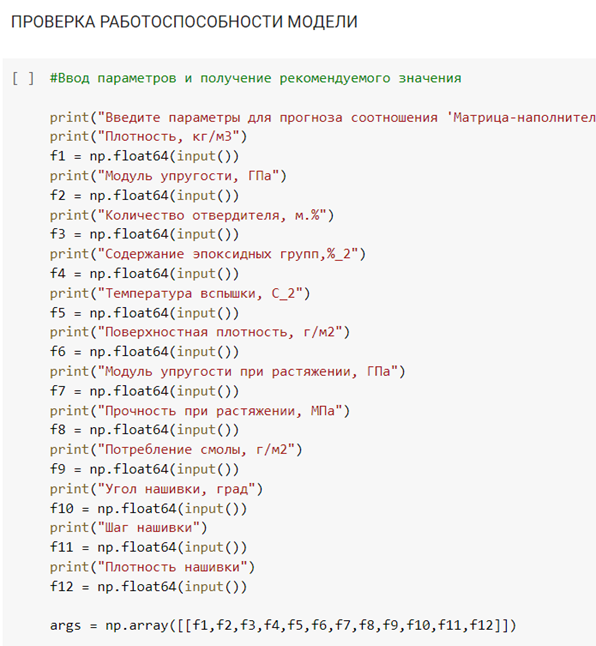 ПРОВЕРКА РАБОТОСПОСОБНОСТИ МОДЕЛИ
[ ] #Ввод параметров и получение рекомендуемого значения
print("Введите параметры для прогноза соотношения 'Матрица-наполнител
print("Плотность, кг/м3")
f1 = np.float64(input())
print("Модуль упругости, ГПа")
f2 = np.float64(input())
print("Количество отвердителя, м.%")
f3 = np.float64(input())
print("Содержание эпоксидных групп,%_2")
f4 = np.float64(input())
print("Температура вспышки, С_2")
f5 = np.float64(input())
print("Поверхностная плотность, г/м2")
f6 = np.float64(input())
print("Модуль упругости при растяжении, ГПа")
f7 = np.float64(input())
print("Прочность при растяжении, МПа")
f8 = np.float64(input())
print("Потребление смолы, г/м2")
f9 = np.float64(input())
print("Угол нашивки, град")
f10 = np.float64(input())
print("Шаг нашивки")
f11 = np.float64(input())
print("Плотность нашивки")
f12 = np.float64(input())
args = np.array([[f1,f2,f3,f4,f5,f6,f7,f8,f9,f10,f11,f12]])